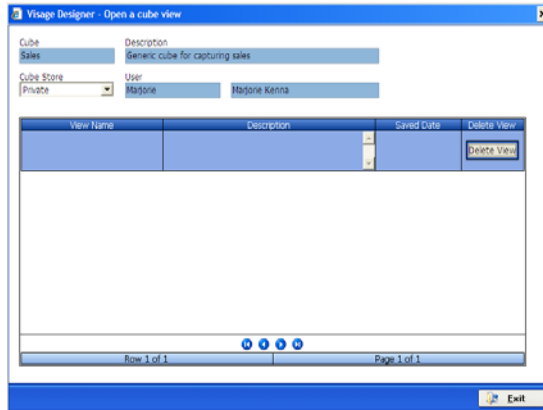 Visage Designer - Open a cube view
Cube Description
Sales Generic cube for capturing sales
Cube Store User
Private Marjorie Marjorie Kenna
View Name Description Saved Date Delete View
Delete View
Row 1 of 1 Page 1 of 1
Exit